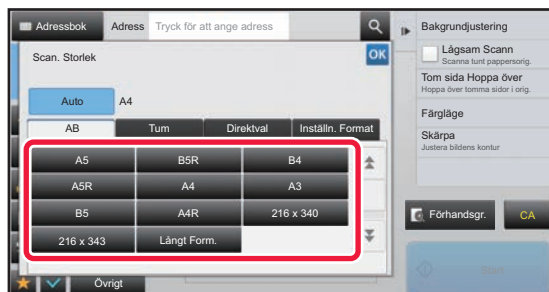 Adressbok Adress Tryck för att ange adress
Bakgrundjustering
Scan. Storlek OK
Lågsam Scann
Scanna tunt pappersorig.
Tom sida Hoppa över
Hoppa över tomma sidor i orig.
Auto A4
Färgläge
AB Tum Direktval Inställn. Format
Skärpa
Justera bildens kontur
A5 B5R B4
A5R A4 A3
B5 A4R 216 x 340
Förhandsgr. CA
216 x 343 Långt Form.
Start
Övrigt